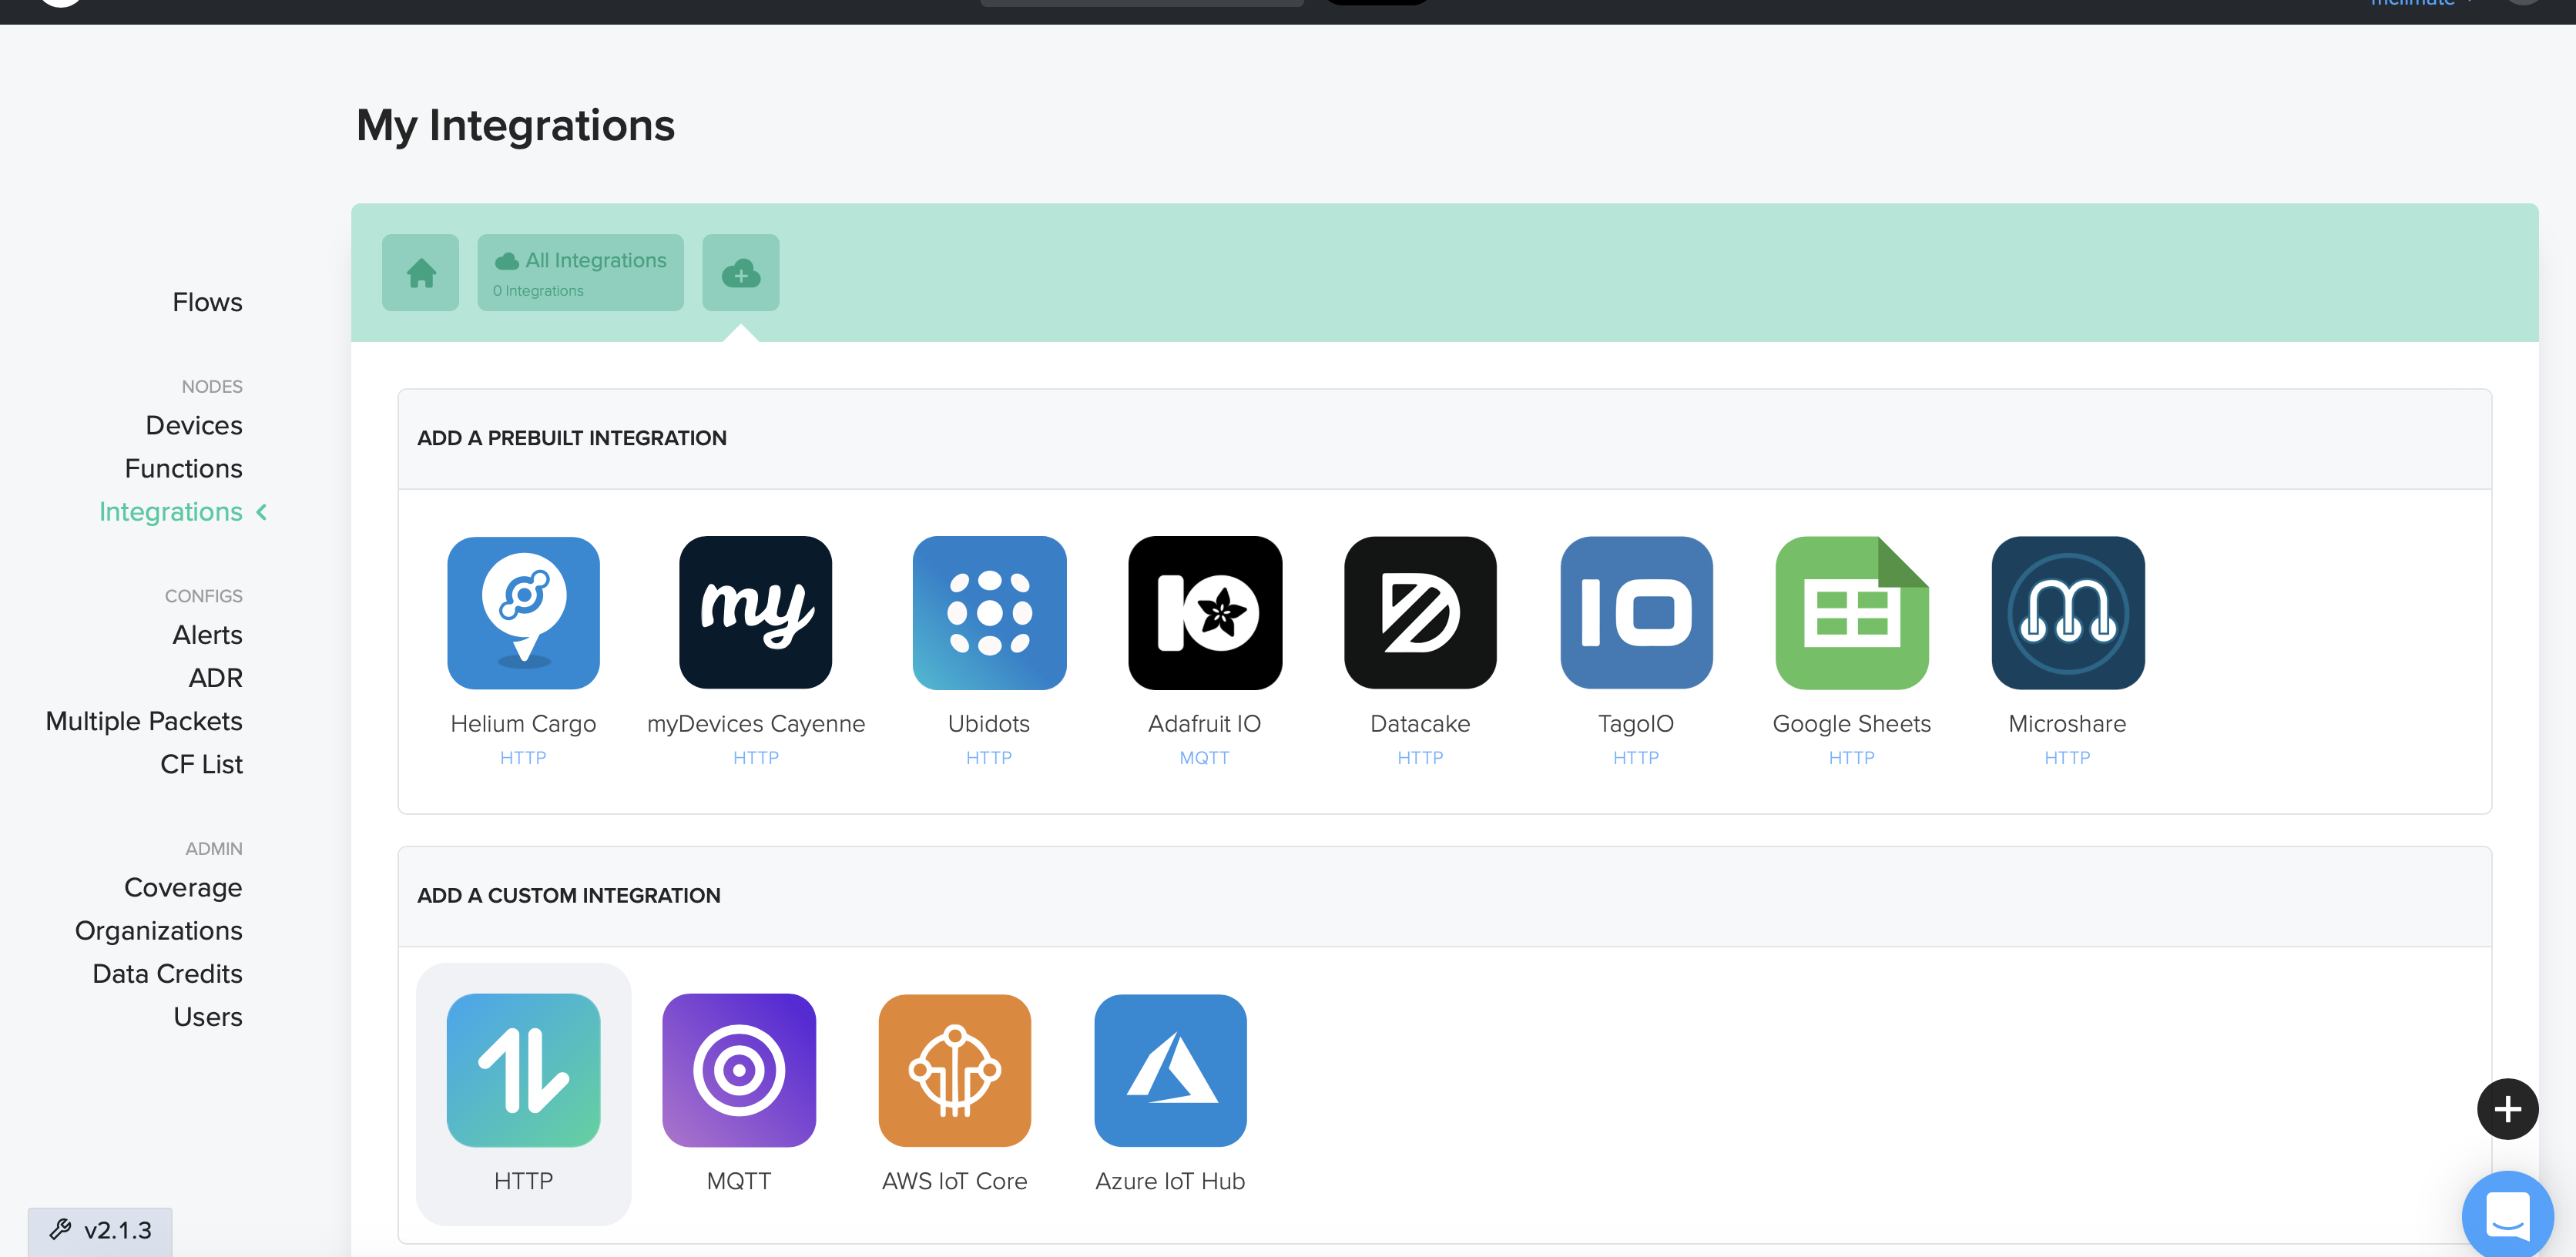 My Integrations
All Integrations
0 Integrations
Flows
NODES
Devices
Functions
Integrations
CONFIGS
Alerts
ADR
Multiple Packets
CF List
ADMIN
Coverage
Organizations
Data Credits
Users
v2.1.3
ADD A PREBUILT INTEGRATION
my
IO
Helium Cargo
HTTP
myDevices Cayenne
HTTP
Ubidots
HTTP
Adafruit IO
MQTT
Datacake
HTTP
TagoIO
HTTP
Google Sheets
HTTP
Microshare
HTTP
ADD A CUSTOM INTEGRATION
HTTP
MQTT
AWS IoT Core
Azure IoT Hub